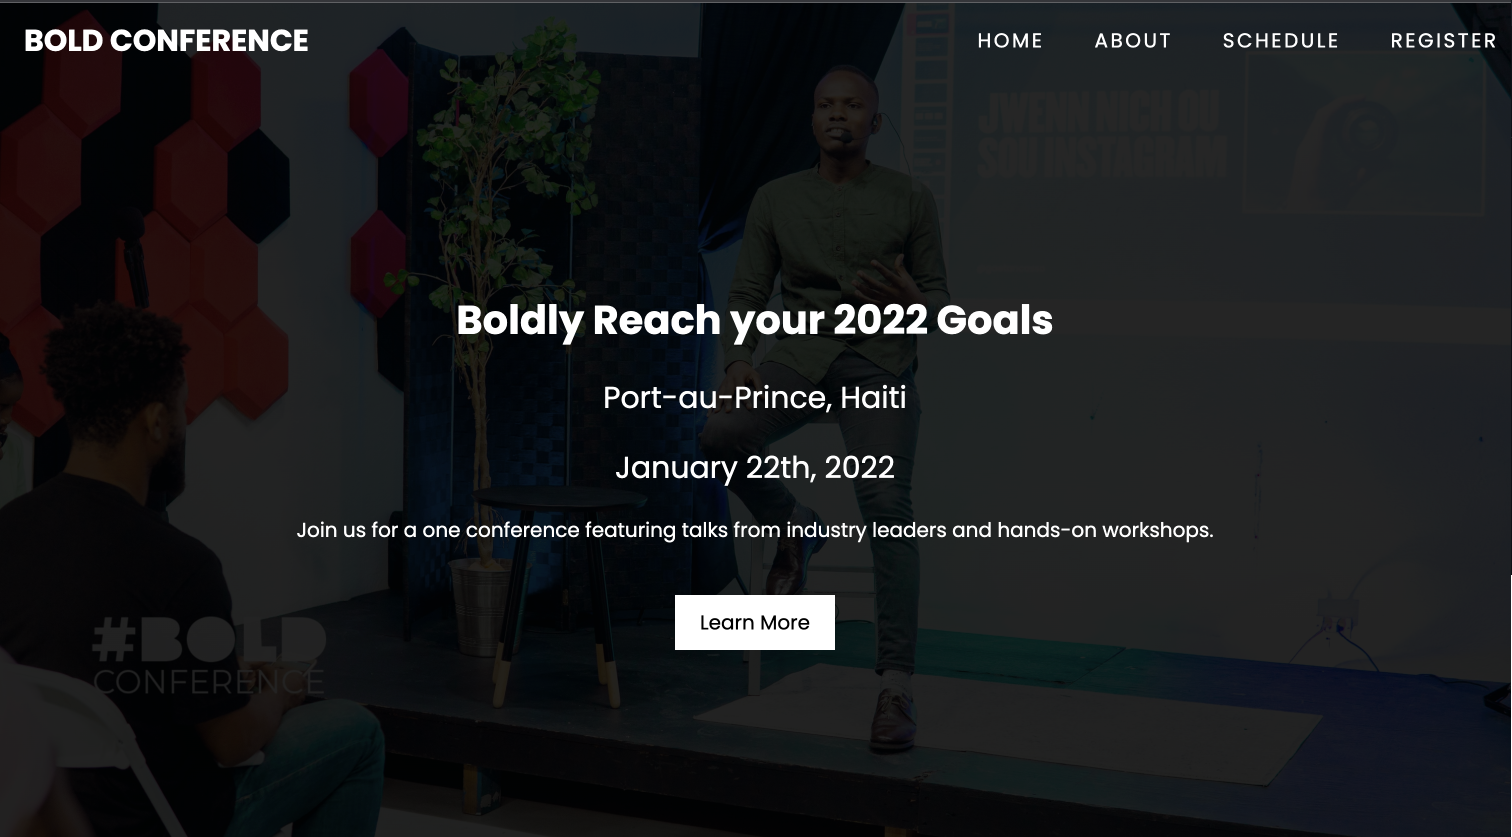 BOLD CONFERENCE
HOME ABOUT SCHEDULE REGISTER
JWENN NICH OU
SOU INSTAGRAM
Boldly Reach your 2022 Goals
Port-au-Prince, Haiti
January 22th, 2022
Join us for a one conference featuring talks from industry leaders and hands-on workshops.
Learn More
#BOLD
CONFERENCE